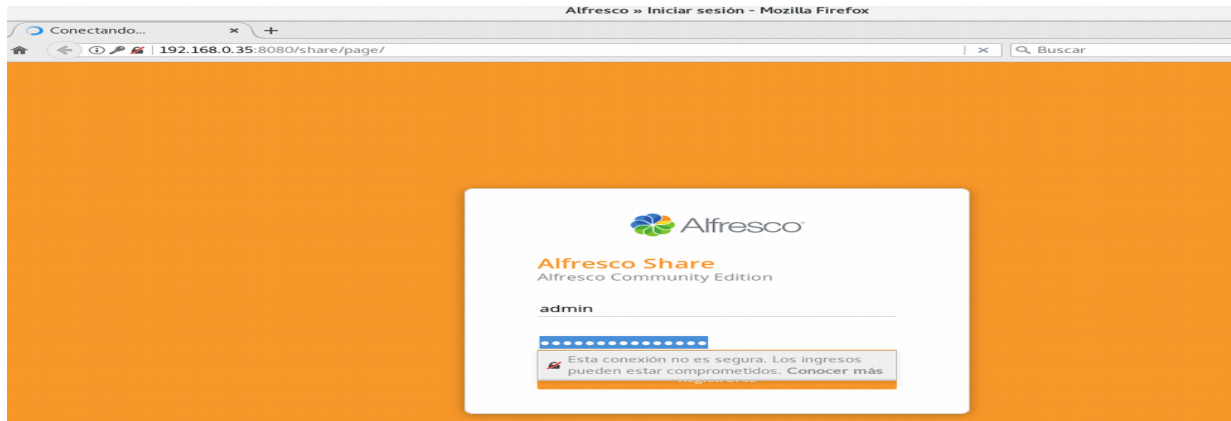 Alfresco » Iniciar sesión - Mozilla Firefox
Conectando...
192.168.0.35:8080/share/page/
Buscar
Alfresco
Alfresco Share
Alfresco Community Edition
admin
Esta conexión no es segura. Los ingresos
pueden estar comprometidos. Conocer más